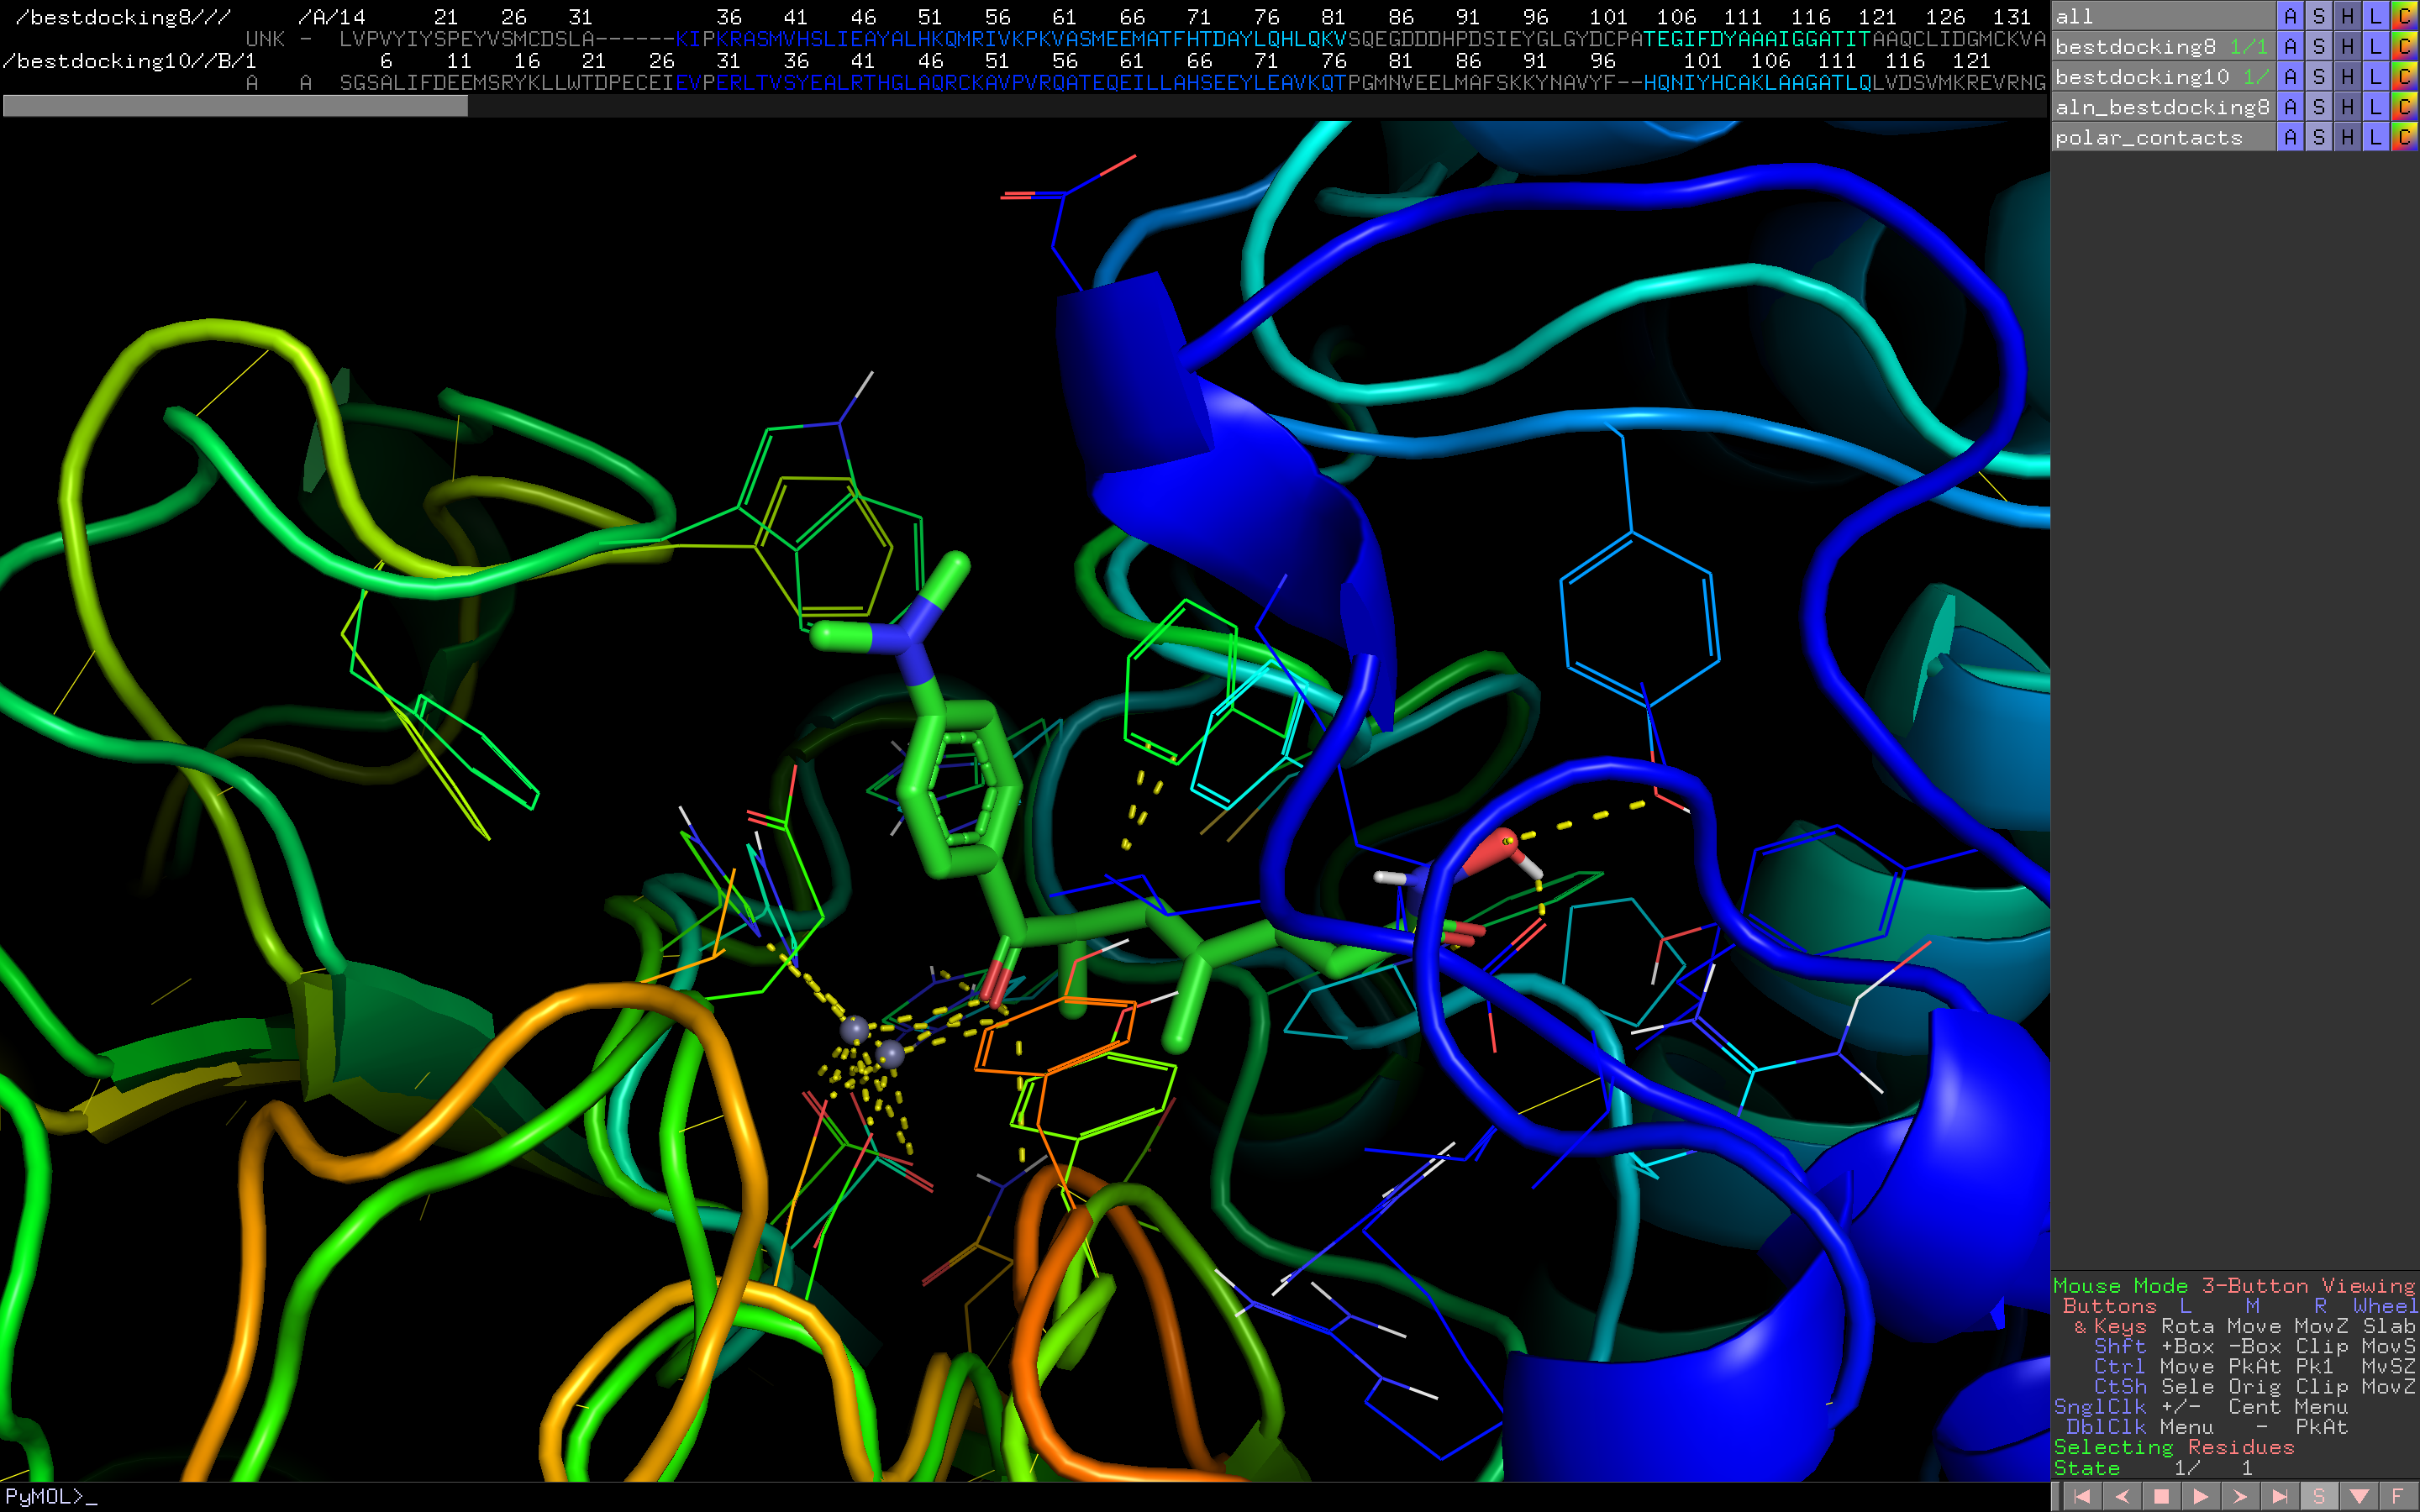 /bestdocking8/// /A/14 21 26 31 36 41 46 51 56 61 66 71 76 81 86 91 96 101 106 111 116 121 126 131
UNK - LVPVYIYSPEYVSMCDSLA------KIPKRASMVHSLIEAYALHKQMRIVKPKVASMEEMATFHTDAYLQHLQKVSQEGDDDHPDSIEYGLGYDCPATEGIFDYAAAIGGATITAAQCLIDGMCKVA
/bestdocking10//B/1 6 11 16 21 26 31 36 41 46 51 56 61 66 71 76 81 86 91 96 101 106 111 116 121
A A SGSALIFDEEMSRYKLLWTDPECEIEVPERLTVSYEALRTHGLAQRCKAVPVRQATEQEILLAHSEEYLEAVKQTPGMNVEELMAFSKKYNAVYF--HQNIYHCAKLAAGATLQLVDSVMKREVRNG
all A S H L C
bestdocking8 1/1 A S H L C
bestdocking10 1/ A S H L C
aln_bestdocking8 A S H L C
polar_contacts A S H L C
Mouse Mode 3-Button Viewing
Buttons L M R Wheel
& Keys Rota Move MovZ Slab
Shft +Box -Box Clip MovS
Ctrl Move PkAt Pk1 MvSZ
CtSh Sele Orig Clip MovZ
SnglClk +/- Cent Menu
DblClk Menu - PkAt
Selecting Residues
State 1/ 1
PyMOL>_
S F